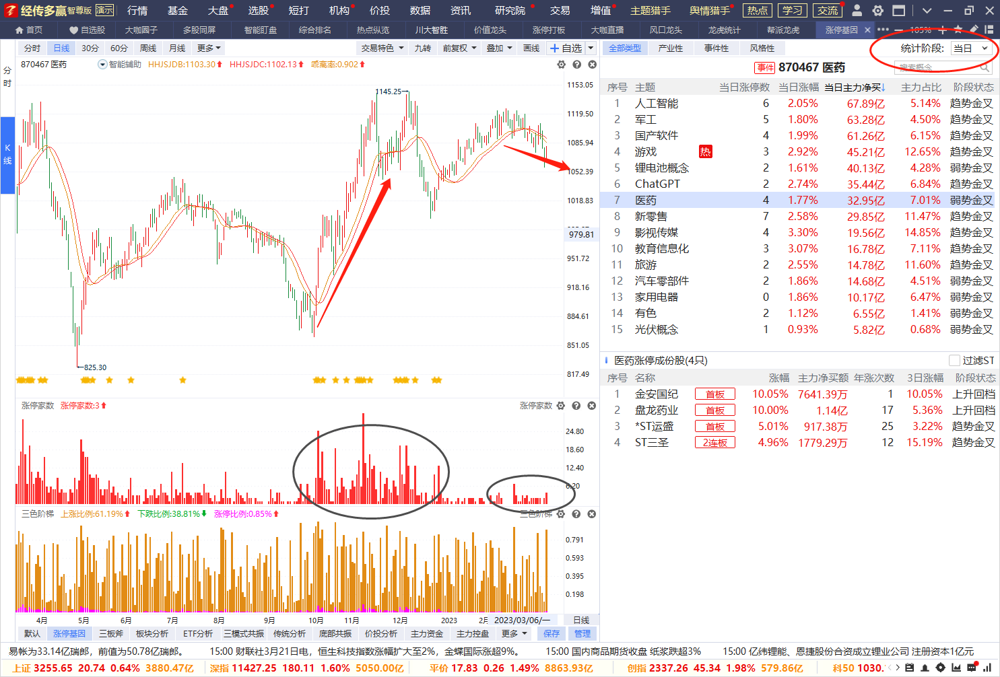 经传多赢 智尊版 演示 行情 基金 大盘 选股 短打 机构 价投 数据 资讯 研究院 交易 增值 主题猎手 舆情猎手 热点 学习 交流
首页 自选股 大咖圈子 多股同屏 智能盯盘 综合排名 热点纵览 川大智胜 价值龙头 涨停打板 大咖直播 风口龙头 龙虎统计 帮派龙虎 涨停基因 105%
分时 日线 30分 60分 周线 月线 更多 交易特色 九转 前复权 叠加 画线 自选 全部类型 产业性 事件性 风格性 统计阶段: 当日
870467 医药 智能辅助 HHJSJDB:1103.30 HHJSJDC:1102.13 乖离率:0.902
搜索概念
事件 870467 医药
分时
K线
1153.05
1119.50
1085.94
1052.39
1018.83
979.81
951.72
918.16
884.61
851.05
817.49
1145.25
825.30
序号 主题 当日涨停数 当日涨幅 当日主力净买↓ 主力占比 阶段状态
1 人工智能 6 2.05% 67.89亿 5.14% 趋势金叉
2 军工 5 1.80% 63.28亿 4.50% 趋势金叉
3 国产软件 4 1.99% 61.26亿 6.15% 趋势金叉
4 游戏 热 3 2.92% 45.21亿 12.65% 趋势金叉
5 锂电池概念 2 1.61% 40.13亿 4.28% 弱势金叉
6 ChatGPT 2 2.74% 35.44亿 6.84% 趋势金叉
7 医药 4 1.77% 32.95亿 7.01% 弱势金叉
8 新零售 7 2.58% 29.85亿 11.47% 趋势金叉
9 影视传媒 4 3.30% 19.56亿 14.85% 趋势金叉
10 教育信息化 3 3.07% 16.78亿 7.11% 趋势金叉
11 旅游 2 2.55% 14.78亿 11.60% 趋势金叉
12 汽车零部件 2 1.86% 14.68亿 4.51% 弱势金叉
13 家用电器 0 1.86% 10.17亿 6.47% 弱势金叉
14 有色 2 1.12% 6.55亿 1.41% 弱势金叉
15 光伏概念 1 0.93% 5.82亿 0.68% 弱势金叉
医药涨停成份股(4只) 过滤ST
序号 名称 涨幅 主力净买额 年涨次数 3日涨幅 阶段状态
1 金安国纪 首板 10.05% 7641.39万 1 10.05% 上升回档
2 盘龙药业 首板 10.00% 1.14亿 17 5.36% 上升回档
3 *ST运盛 首板 5.01% 917.38万 25 3.22% 趋势金叉
4 ST三圣 2连板 4.96% 1779.29万 12 15.19% 趋势金叉
涨停家数 涨停家数:3 涨停家数
24.80
18.60
12.40
6.20
三色阶梯 上涨比例:61.19% 下跌比例:38.81% 涨停比例:0.85% 三色阶梯
0.791
0.593
0.395
0.198
4月 5月 6月 7月 8月 9月 10月 11月 12月 2023 2月 2023/03/06/一 日线
默认 涨停基因 三板斧 板块分析 ETF分析 三模式共振 传统分析 底部共振 价投分析 主力资金 主力控盘 更多 保存 管理
易帐为33.14亿瑞郎，前值为50.78亿瑞郎。 15:00 财联社3月21日电，恒生科技指数涨幅扩大至2%，金蝶国际涨超9%。 15:00 国内商品期货收盘 纸浆跌超3% 15:00 亿纬锂能、恩捷股份合资成立锂业公司 注册资本1亿元
上证 3255.65 20.74 0.64% 3880.47亿 深指 11427.25 180.11 1.60% 5050.00亿 平价 17.83 0.26 1.49% 8863.93亿 创指 2337.26 45.34 1.98% 579.86亿 科50 1030.